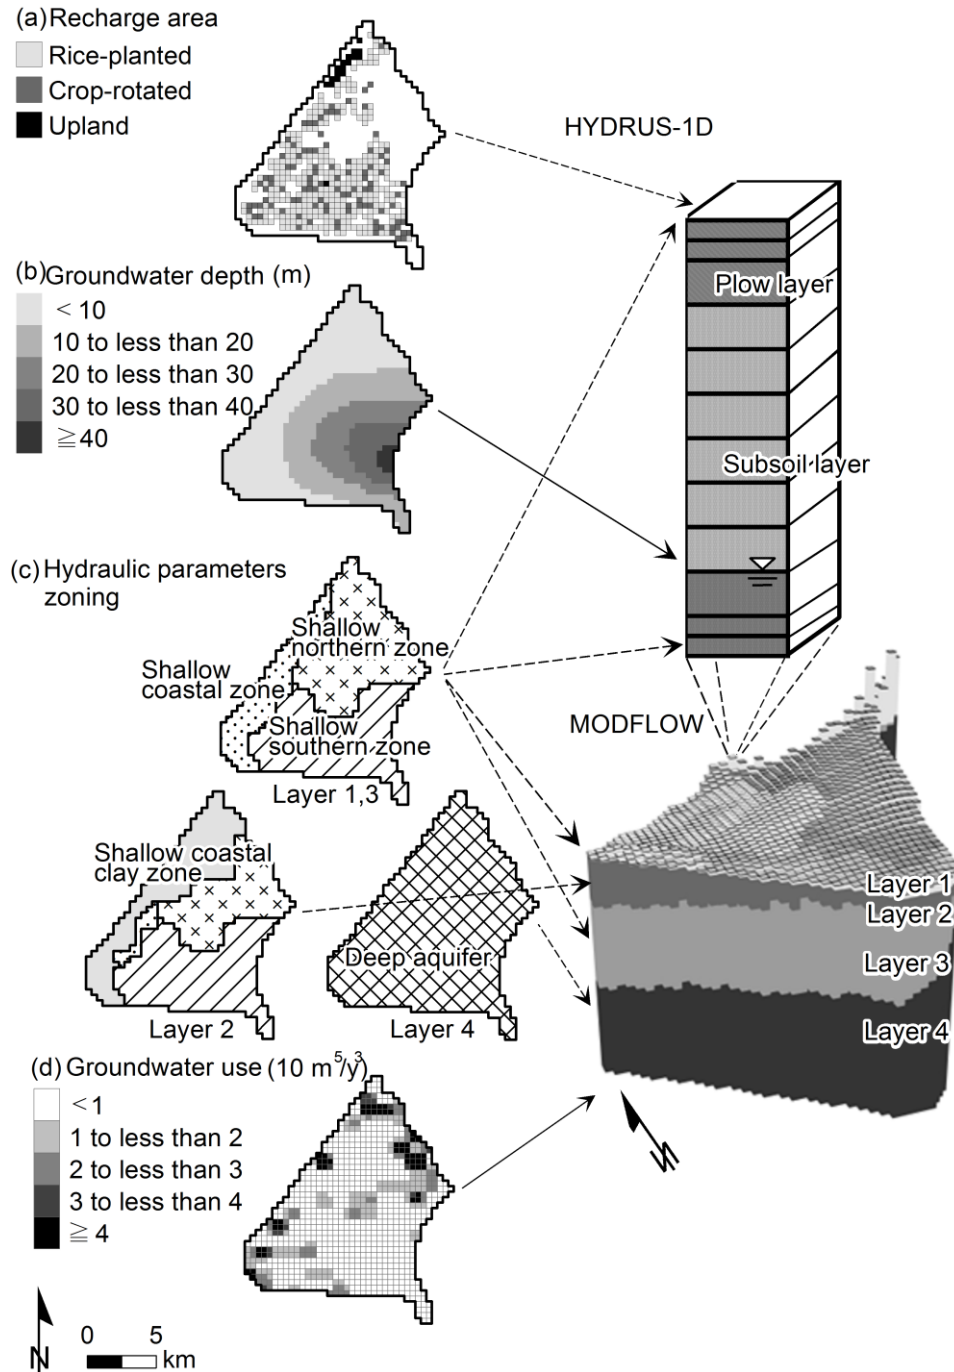 (a) Recharge area
Rice-planted
Crop-rotated
Upland
HYDRUS-1D
Plow layer
Subsoil layer
(b) Groundwater depth (m)
< 10
10 to less than 20
20 to less than 30
30 to less than 40
≧40
(c) Hydraulic parameters
zoning
Shallow
northern zone
Shallow
coastal zone
Shallow
southern zone
Layer 1,3
MODFLOW
Shallow coastal
clay zone
Layer 2
Deep aquifer
Layer 4
Layer 1
Layer 2
Layer 3
Layer 4
(d) Groundwater use (10 m⁵/y³)
<1
1 to less than 2
2 to less than 3
3 to less than 4
≧ 4
N
N
0 5
km